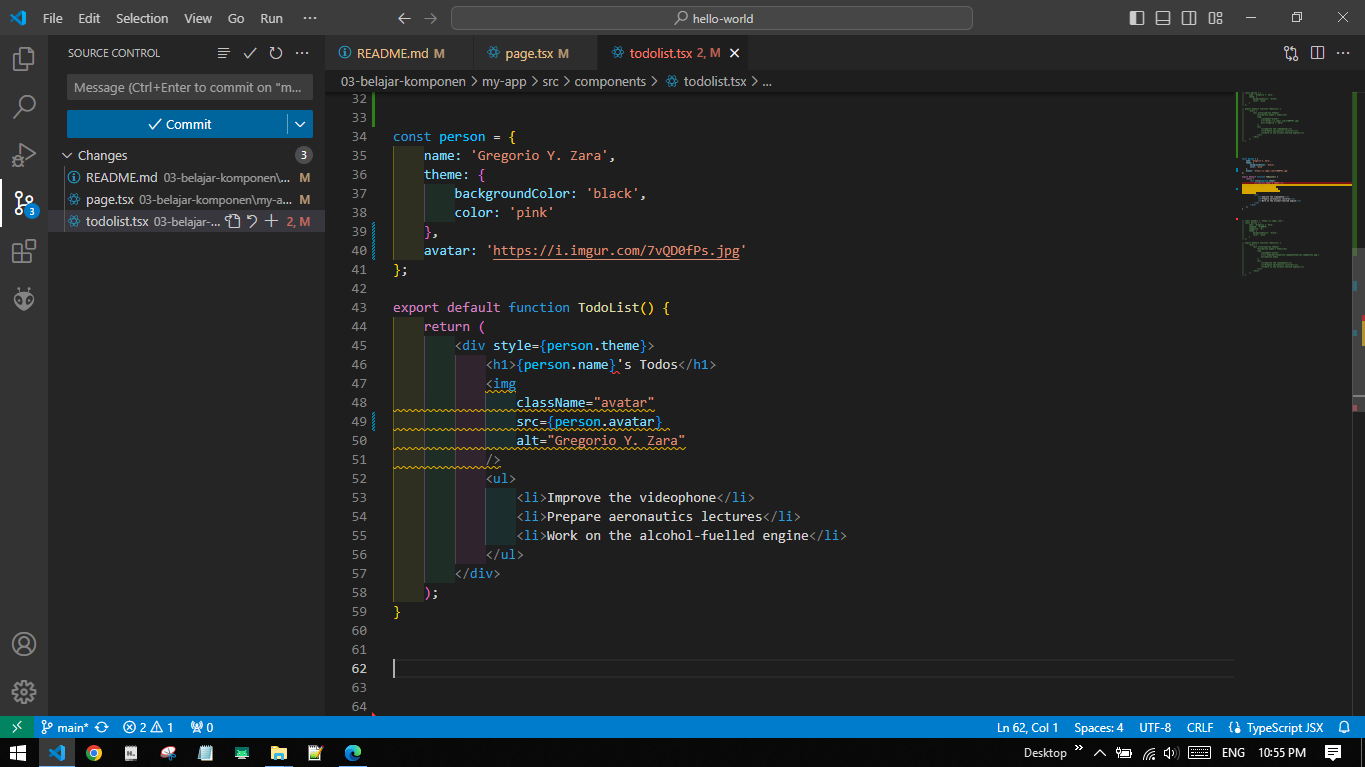 File Edit Selection View Go Run ···
hello-world
SOURCE CONTROL
Message (Ctrl+Enter to commit on "m...
Commit
Changes 3
README.md 03-belajar-komponen\... M
page.tsx 03-belajar-komponen\my-a... M
todolist.tsx 03-belajar-... 2, M
3
README.md M
page.tsx M
todolist.tsx 2, M
03-belajar-komponen > my-app > src > components > todolist.tsx > ...
32
33
34 const person = {
35 name: 'Gregorio Y. Zara',
36 theme: {
37 backgroundColor: 'black',
38 color: 'pink'
39 },
40 avatar: 'https://i.imgur.com/7vQD0fPs.jpg'
41 };
42
43 export default function TodoList() {
44 return (
45 <div style={person.theme}>
46 <h1>{person.name}'s Todos</h1>
47 <img
48 className="avatar"
49 src={person.avatar}
50 alt="Gregorio Y. Zara"
51 />
52 <ul>
53 <li>Improve the videophone</li>
54 <li>Prepare aeronautics lectures</li>
55 <li>Work on the alcohol-fuelled engine</li>
56 </ul>
57 </div>
58 );
59 }
60
61
62
63
64
main* 2 1 0
Ln 62, Col 1 Spaces: 4 UTF-8 CRLF TypeScript JSX
Desktop ENG 10:55 PM